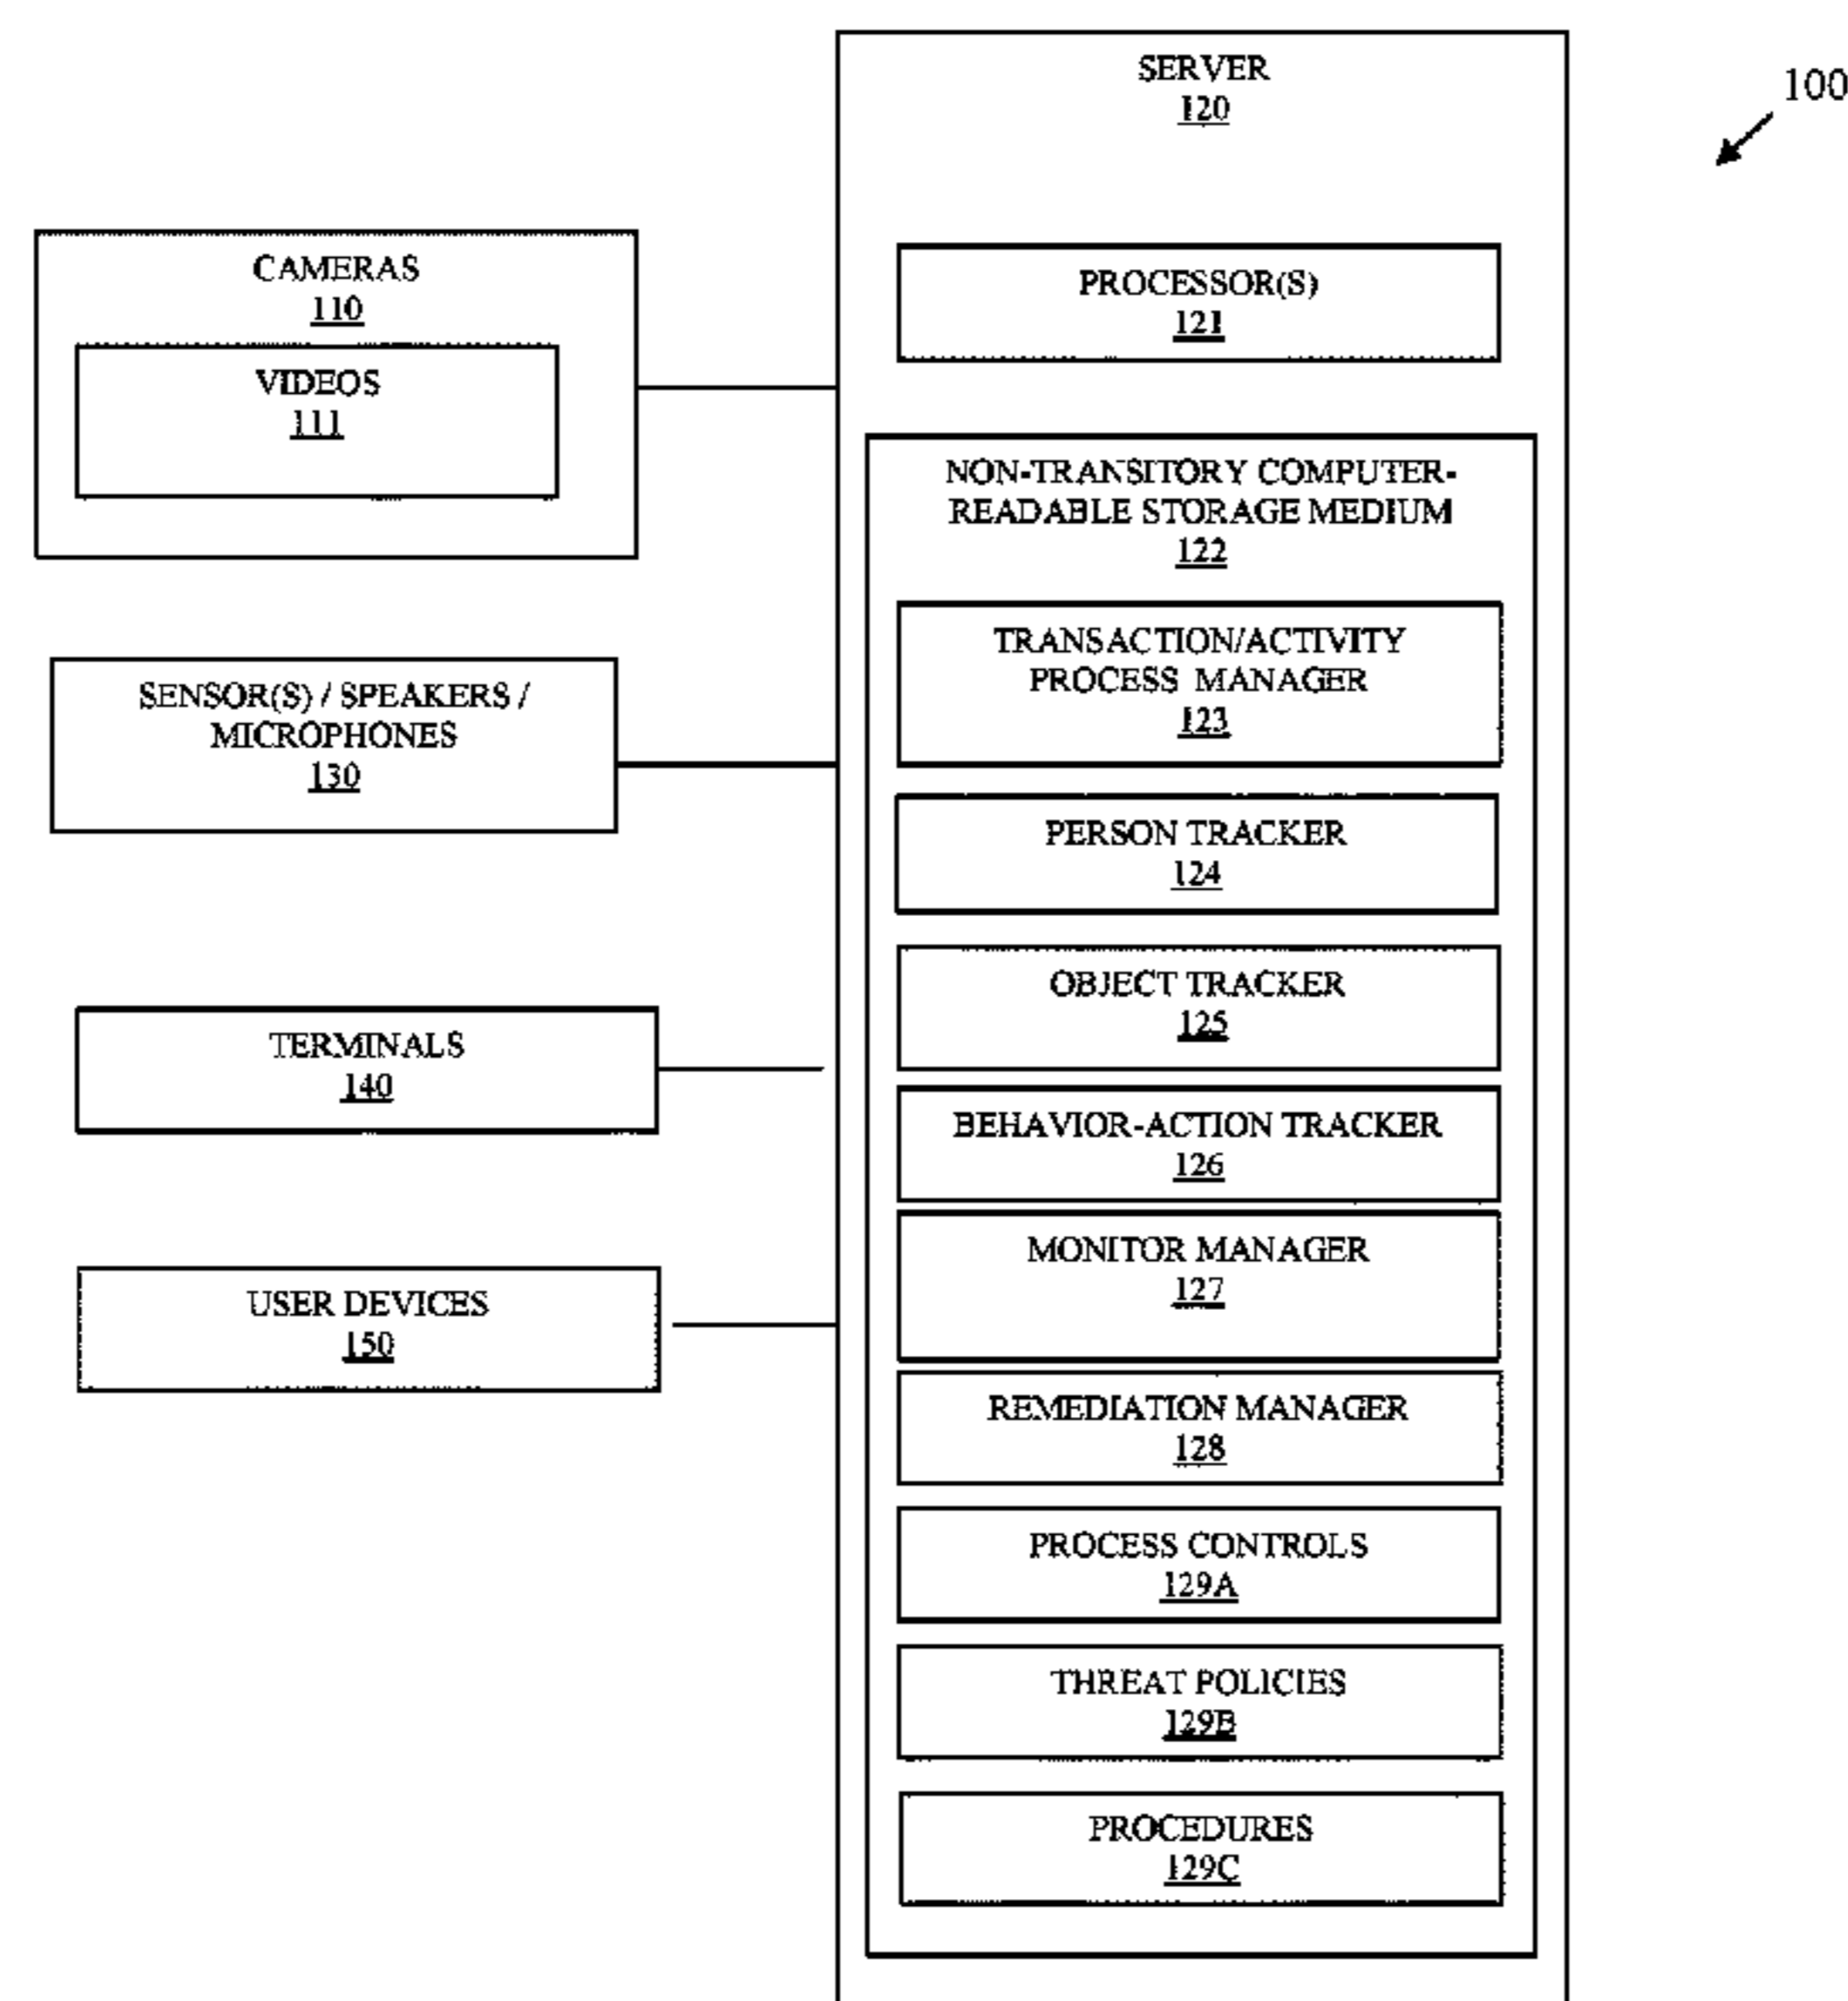 SERVER
120
100
CAMERAS
110
VIDEOS
111
SENSOR(S) / SPEAKERS /
MICROPHONES
130
TERMINALS
140
USER DEVICES
150
PROCESSOR(S)
121
NON-TRANSITORY COMPUTER-
READABLE STORAGE MEDIUM
122
TRANSACTION/ACTIVITY
PROCESS MANAGER
123
PERSON TRACKER
124
OBJECT TRACKER
125
BEHAVIOR-ACTION TRACKER
126
MONITOR MANAGER
127
REMEDIATION MANAGER
128
PROCESS CONTROLS
129A
THREAT POLICIES
129B
PROCEDURES
129C